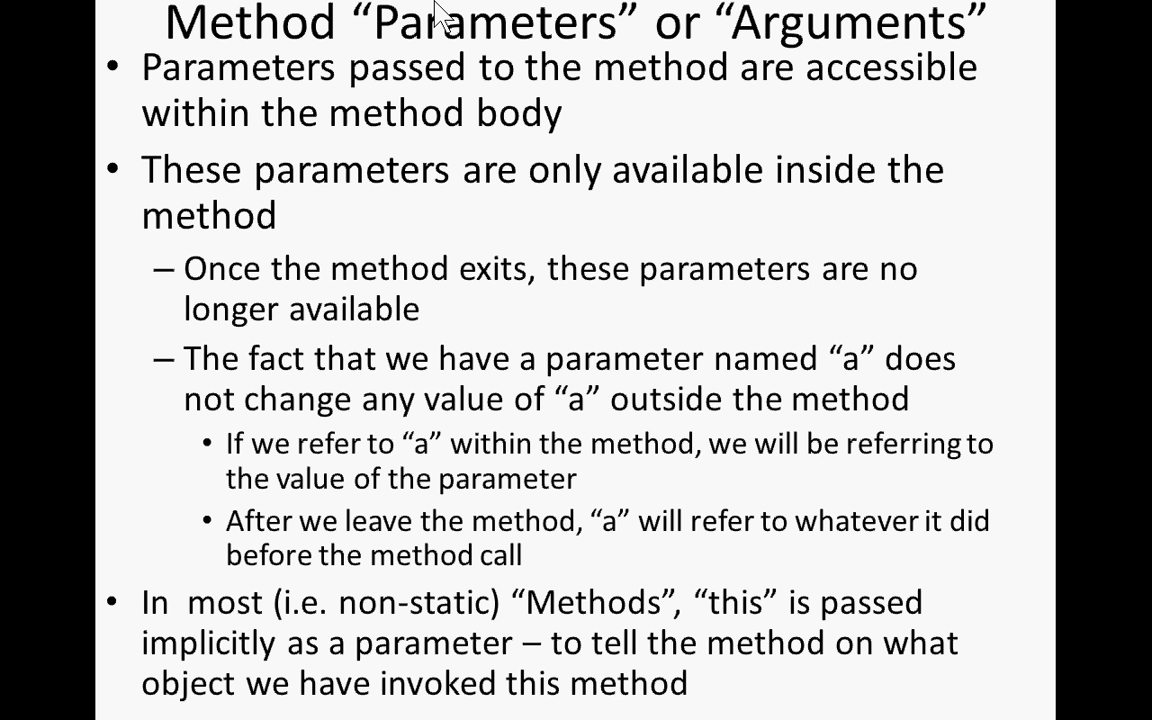 Method “Parameters” or “Arguments”
• Parameters passed to the method are accessible
within the method body
• These parameters are only available inside the
method
– Once the method exits, these parameters are no
longer available
– The fact that we have a parameter named “a” does
not change any value of “a” outside the method
• If we refer to “a” within the method, we will be referring to
the value of the parameter
• After we leave the method, “a” will refer to whatever it did
before the method call
• In most (i.e. non-static) “Methods”, “this” is passed
implicitly as a parameter – to tell the method on what
object we have invoked this method